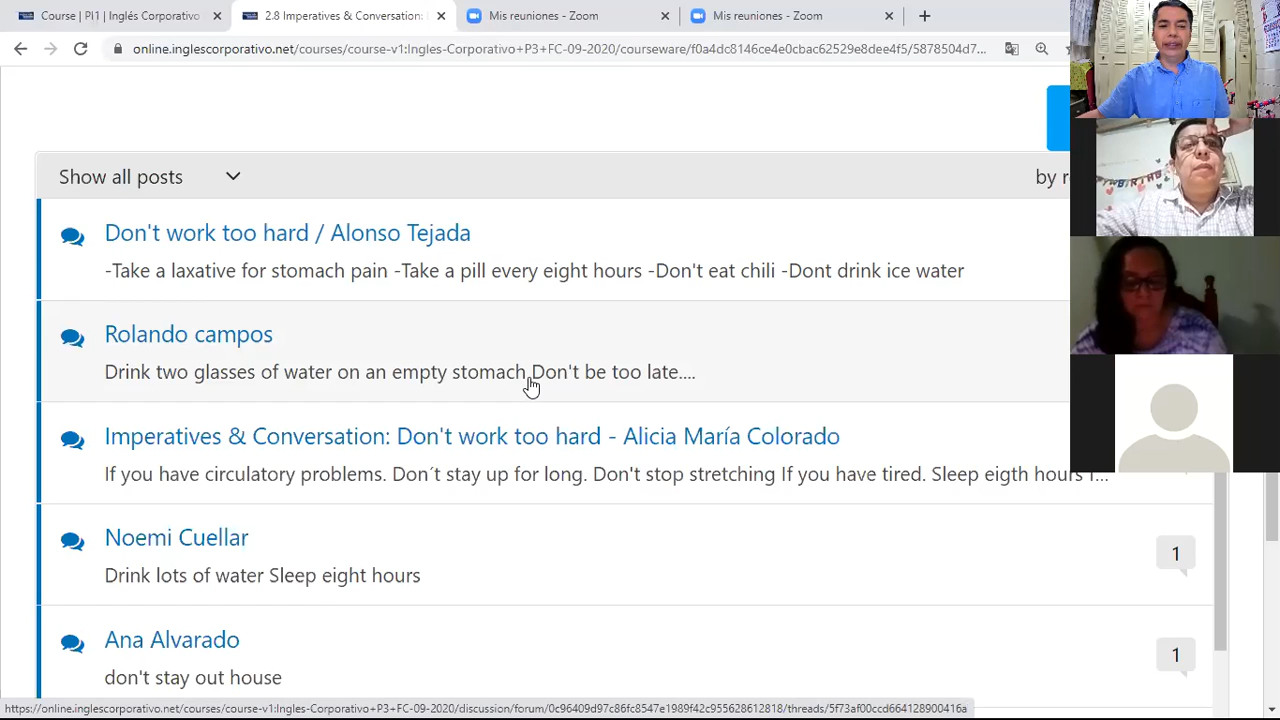 Course | PI1 | Inglés Corporativo
2.8 Imperatives & Conversation:
Mis reuniones - Zoom
Mis reuniones - Zoom
online.inglescorporativo.net/courses/course-v1:Ingles-Corporativo+P3+FC-09-2020/courseware/f0a4dc8146ce4e0cbac62529e8dee4f5/5878504d7...
Show all posts
by r
Don't work too hard / Alonso Tejada
-Take a laxative for stomach pain -Take a pill every eight hours -Don't eat chili -Dont drink ice water
Rolando campos
Drink two glasses of water on an empty stomach Don't be too late....
Imperatives & Conversation: Don't work too hard - Alicia María Colorado
If you have circulatory problems. Don´t stay up for long. Don't stop stretching If you have tired. Sleep eigth hours f...
Noemi Cuellar
1
Drink lots of water Sleep eight hours
Ana Alvarado
1
don't stay out house
https://online.inglescorporativo.net/courses/course-v1:Ingles-Corporativo+P3+FC-09-2020/discussion/forum/0c96409d97c86fc8547e1989f42c955628612818/threads/5f73af00ccd664128900416a